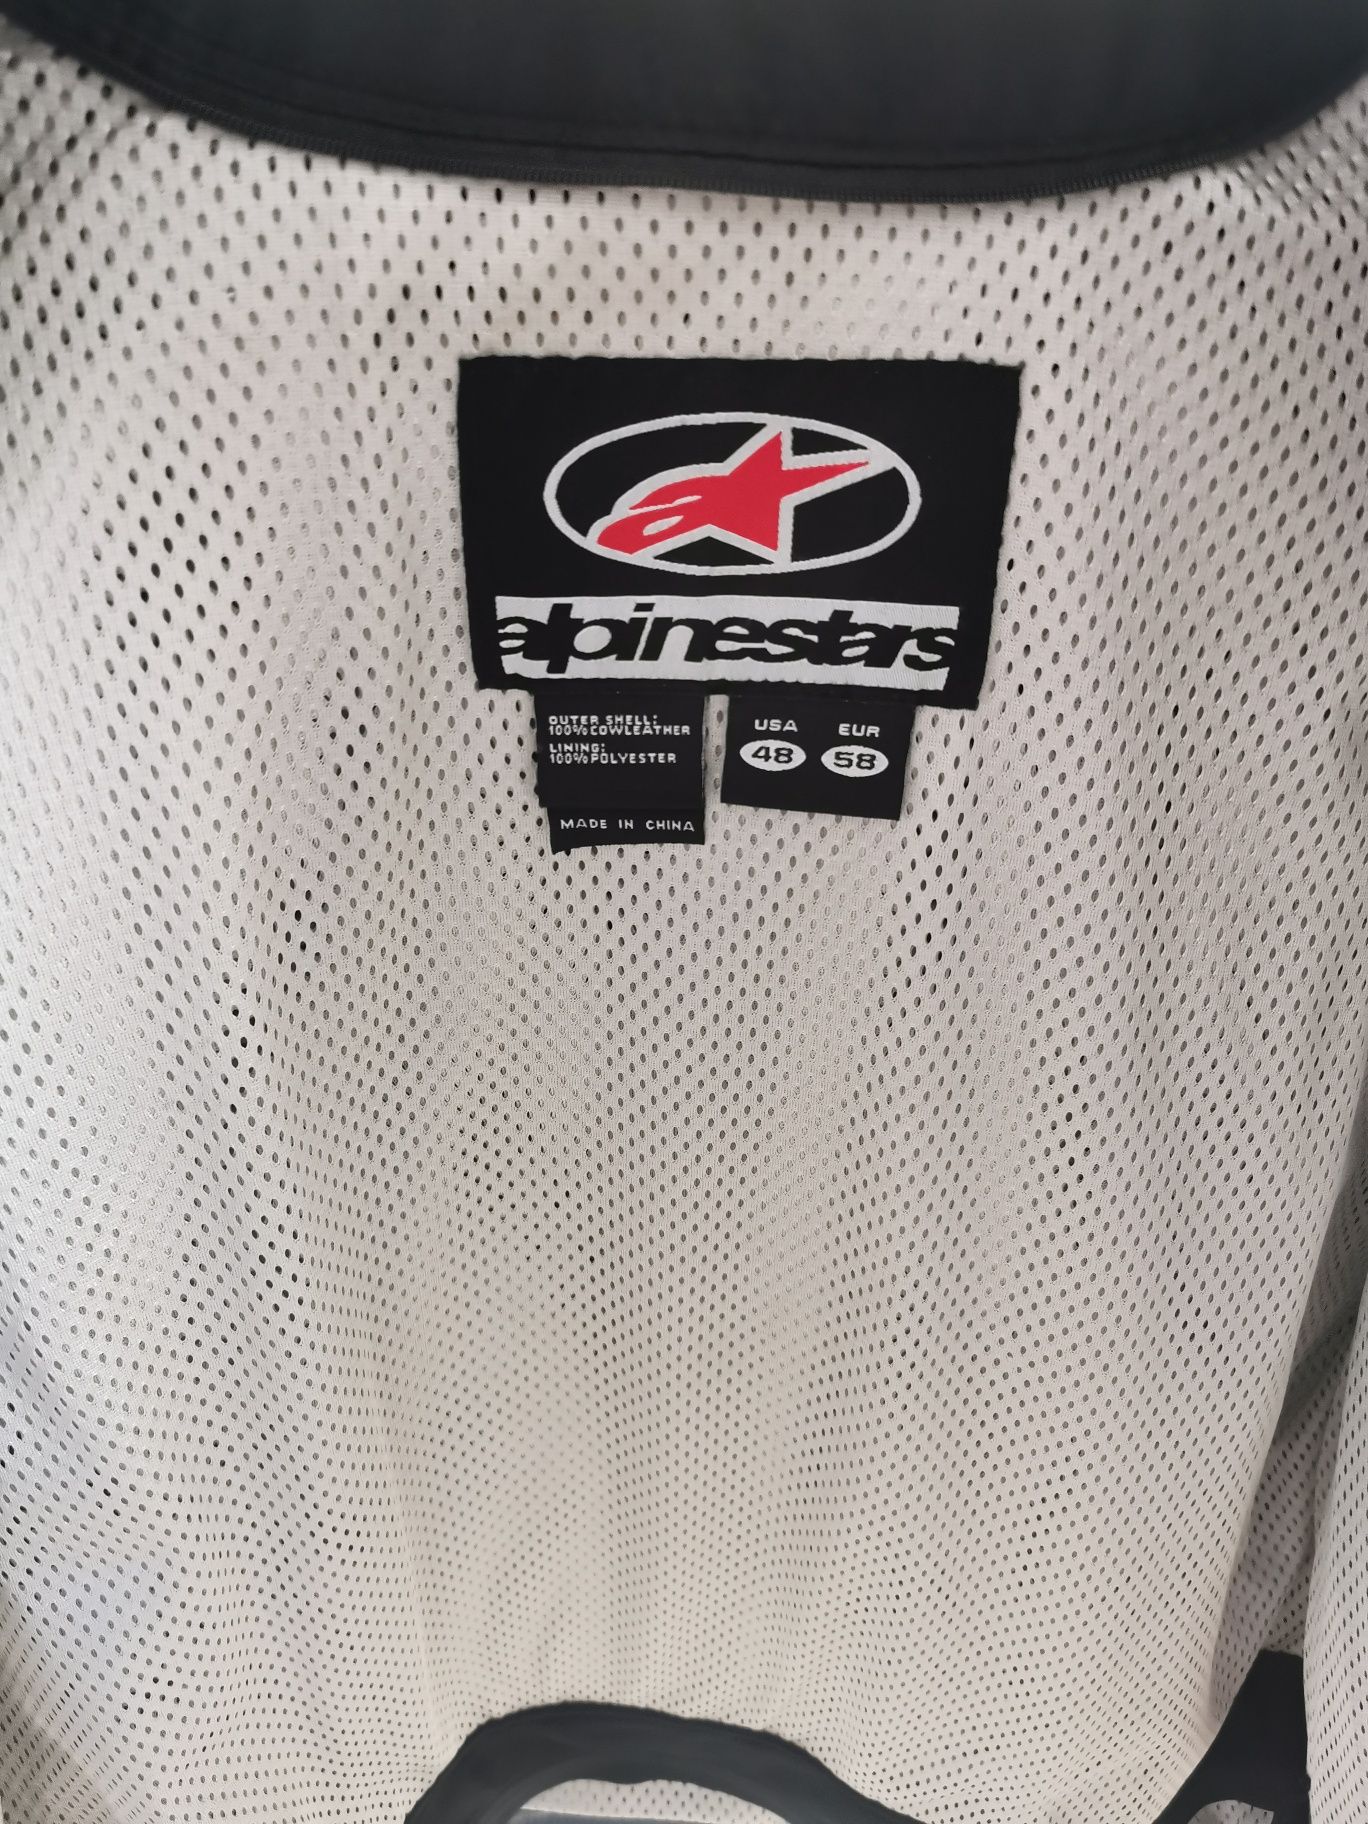 alpinestars
OUTER SHELL:
100%COWLEATHER
LINING:
100%POLYESTER
MADE IN CHINA
USA EUR
48 58